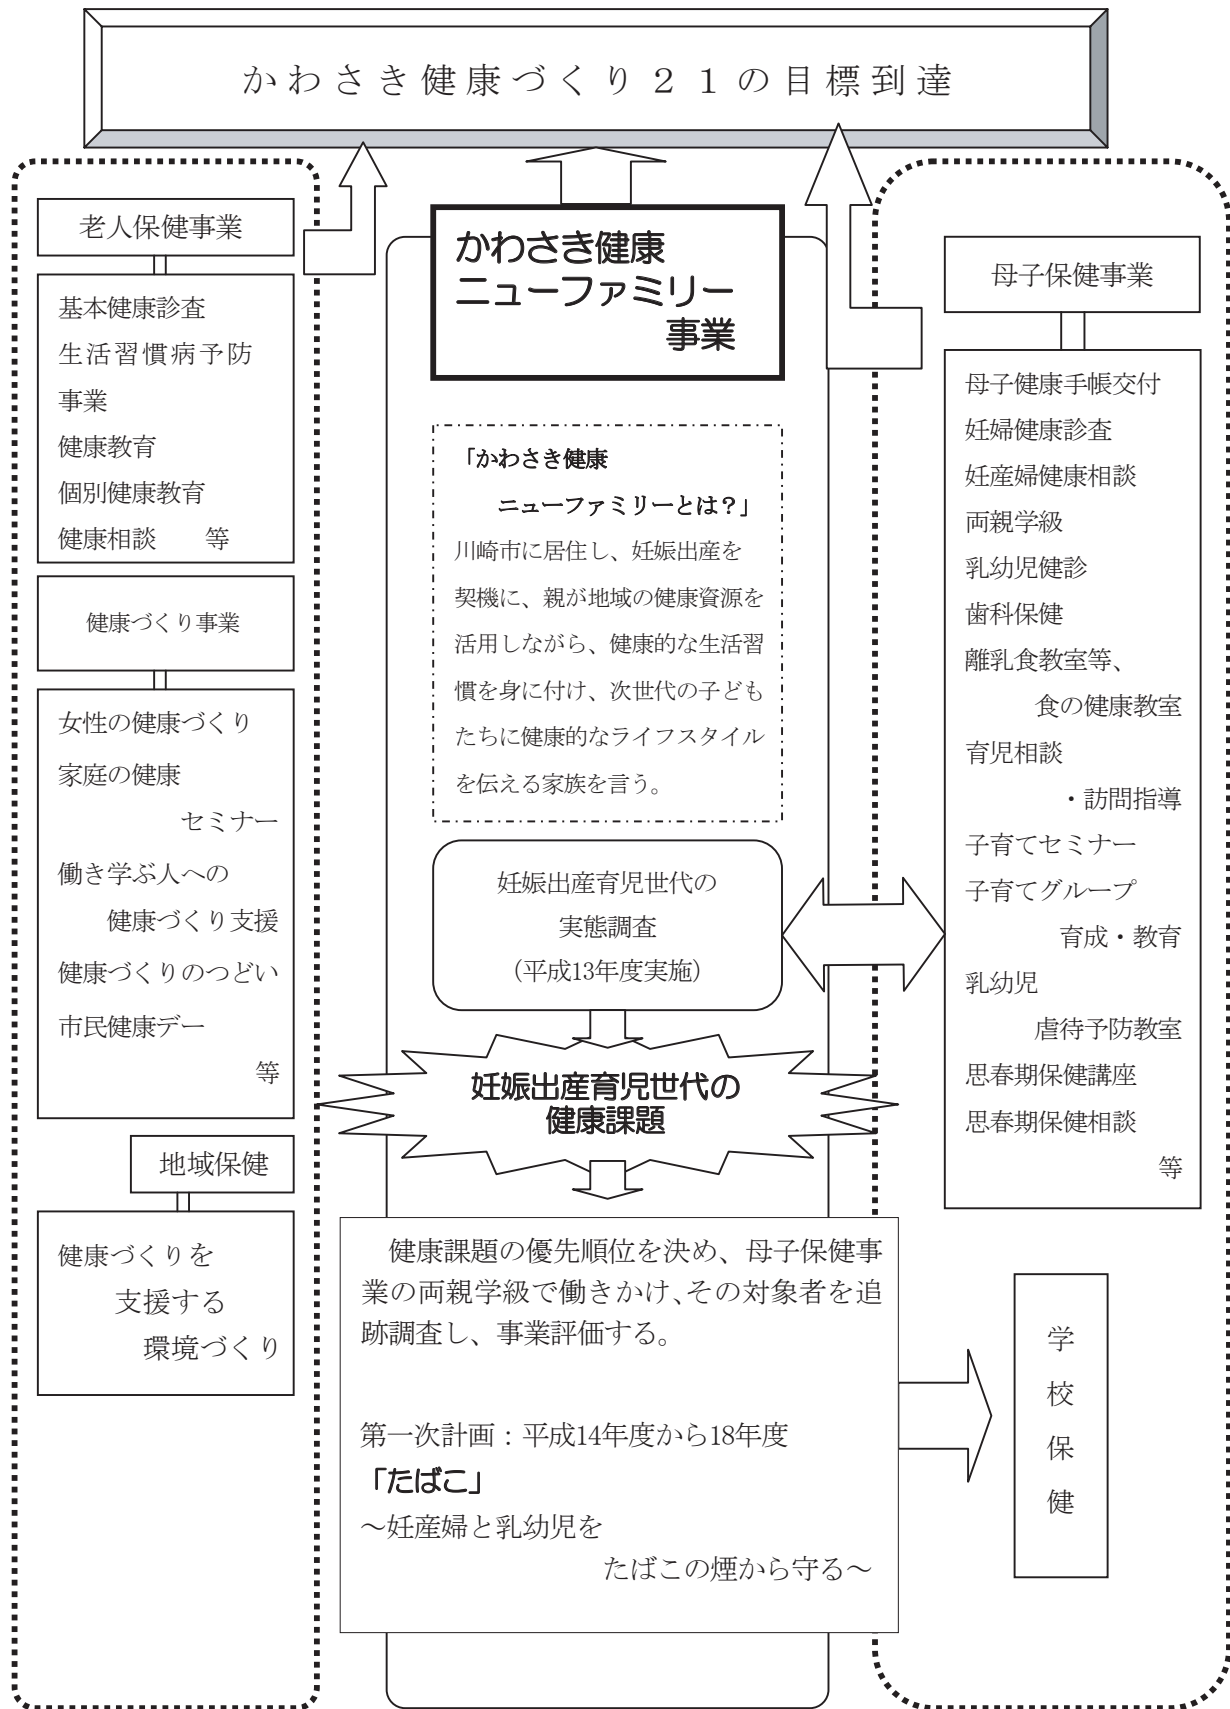 かわさき健康づくり２１の目標到達
老人保健事業
基本健康診査
生活習慣病予防
事業
健康教育
個別健康教育
健康相談　等
健康づくり事業
女性の健康づくり
家庭の健康
セミナー
働き学ぶ人への
健康づくり支援
健康づくりのつどい
市民健康デー
等
地域保健
健康づくりを
支援する
環境づくり
かわさき健康
ニューファミリー
事業
「かわさき健康
ニューファミリーとは？」
川崎市に居住し、妊娠出産を
契機に、親が地域の健康資源を
活用しながら、健康的な生活習
慣を身に付け、次世代の子ども
たちに健康的なライフスタイル
を伝える家族を言う。
妊娠出産育児世代の
実態調査
（平成13年度実施）
妊娠出産育児世代の
健康課題
健康課題の優先順位を決め、母子保健事
業の両親学級で働きかけ、その対象者を追
跡調査し、事業評価する。
第一次計画：平成14年度から18年度
「たばこ」
～妊産婦と乳幼児を
たばこの煙から守る～
母子保健事業
母子健康手帳交付
妊婦健康診査
妊産婦健康相談
両親学級
乳幼児健診
歯科保健
離乳食教室等、
食の健康教室
育児相談
・訪問指導
子育てセミナー
子育てグループ
育成・教育
乳幼児
虐待予防教室
思春期保健講座
思春期保健相談
等
学校保健